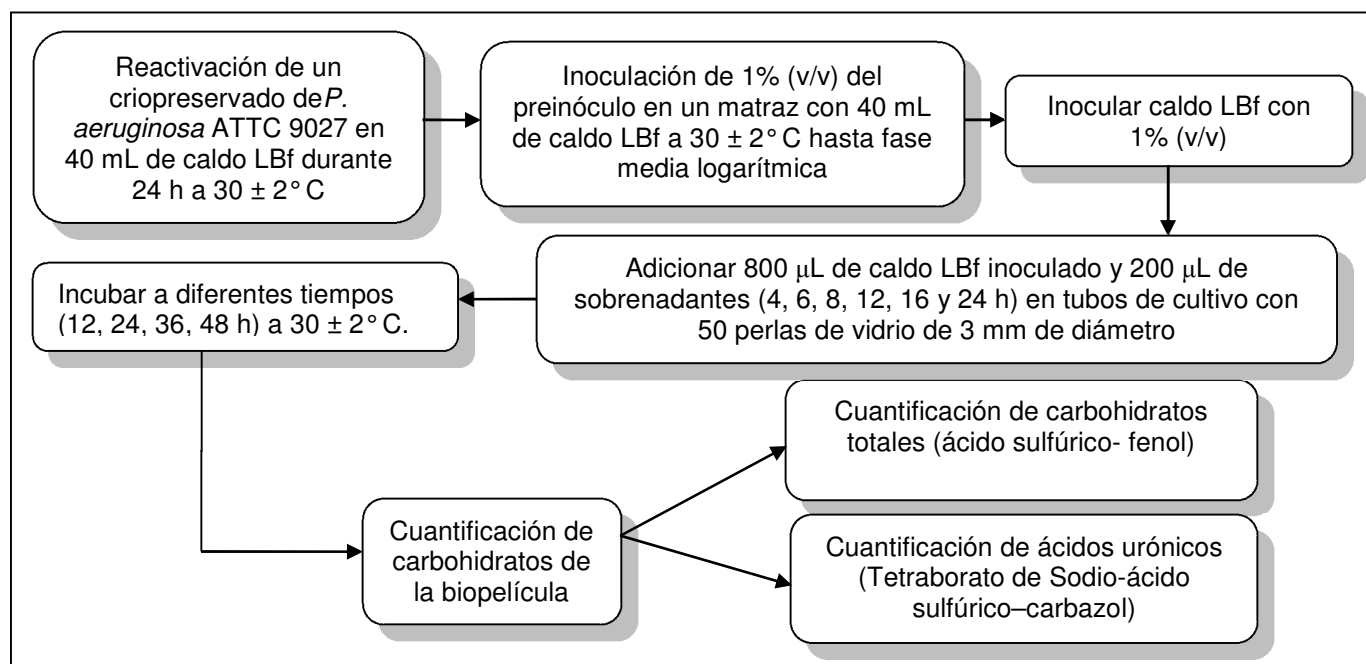 Reactivación de un
criopreservado deP.
aeruginosa ATTC 9027 en
40 mL de caldo LBf durante
24 h a 30 ± 2° C
Inoculación de 1% (v/v) del
preinóculo en un matraz con 40 mL
de caldo LBf a 30 ± 2° C hasta fase
media logarítmica
Inocular caldo LBf con
1% (v/v)
Adicionar 800 µL de caldo LBf inoculado y 200 µL de
sobrenadantes (4, 6, 8, 12, 16 y 24 h) en tubos de cultivo con
50 perlas de vidrio de 3 mm de diámetro
Incubar a diferentes tiempos
(12, 24, 36, 48 h) a 30 ± 2° C.
Cuantificación de
carbohidratos de
la biopelícula
Cuantificación de carbohidratos
totales (ácido sulfúrico- fenol)
Cuantificación de ácidos urónicos
(Tetraborato de Sodio-ácido
sulfúrico–carbazol)